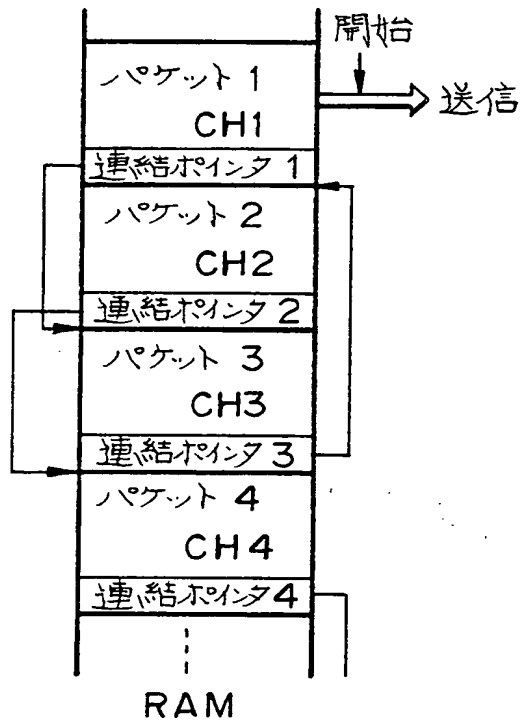 開始
パケット 1
送信
CH1
連結ポインタ 1
パケット 2
CH2
連結ポインタ 2
パケット 3
CH3
連結ポインタ 3
パケット 4
CH4
連結ポインタ 4
RAM